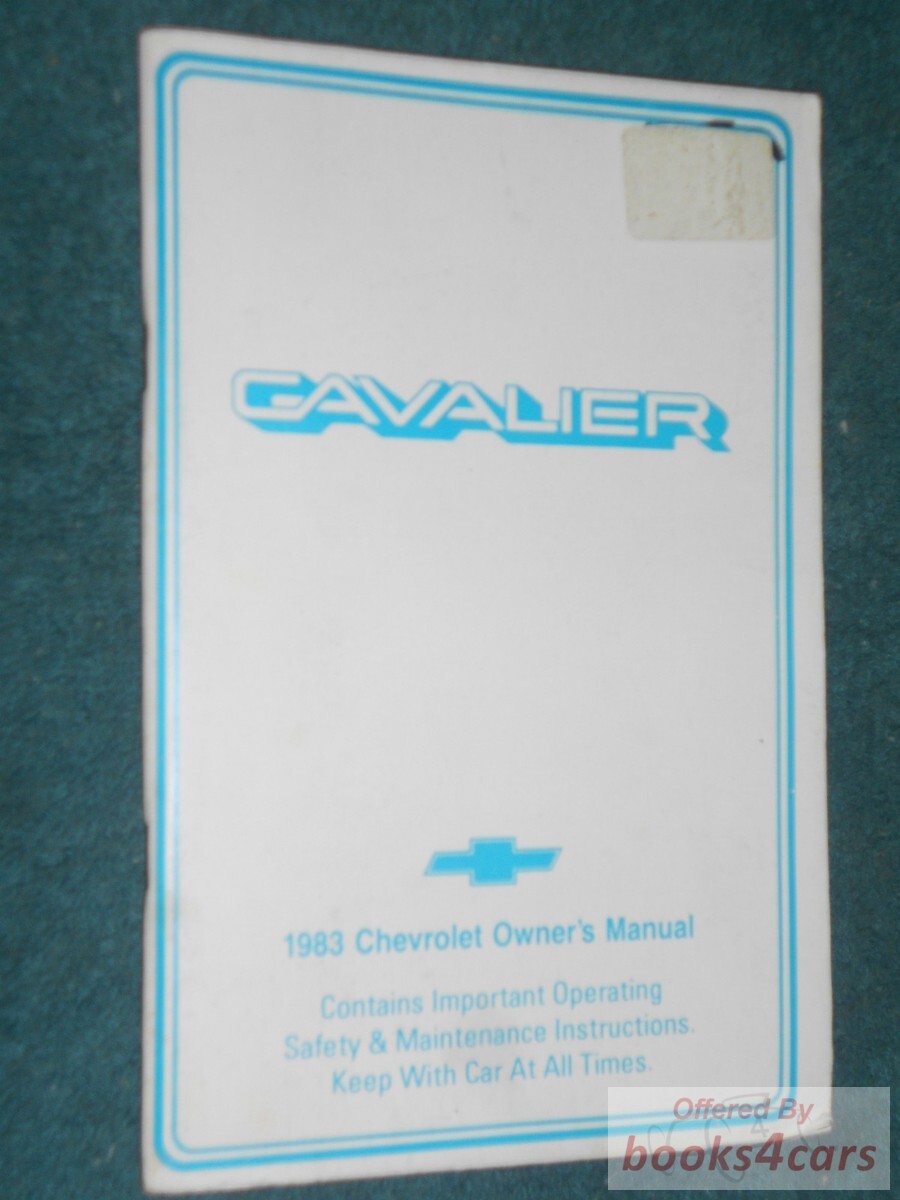 CAVALIER
1983 Chevrolet Owner's Manual
Contains Important Operating
Safety & Maintenance Instructions.
Keep With Car At All Times.
Offered By
books4cars